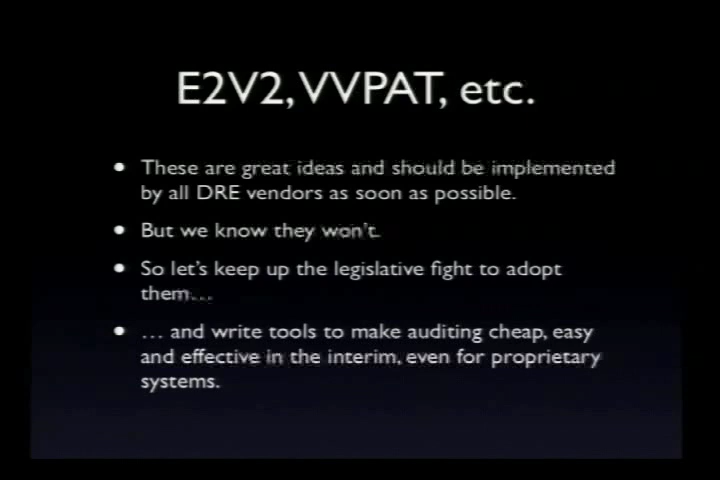 E2V2, VVPAT, etc.
• These are great ideas and should be implemented
by all DRE vendors as soon as possible.
• But we know they won't.
• So let's keep up the legislative fight to adopt
them...
• ... and write tools to make auditing cheap, easy
and effective in the interim, even for proprietary
systems.